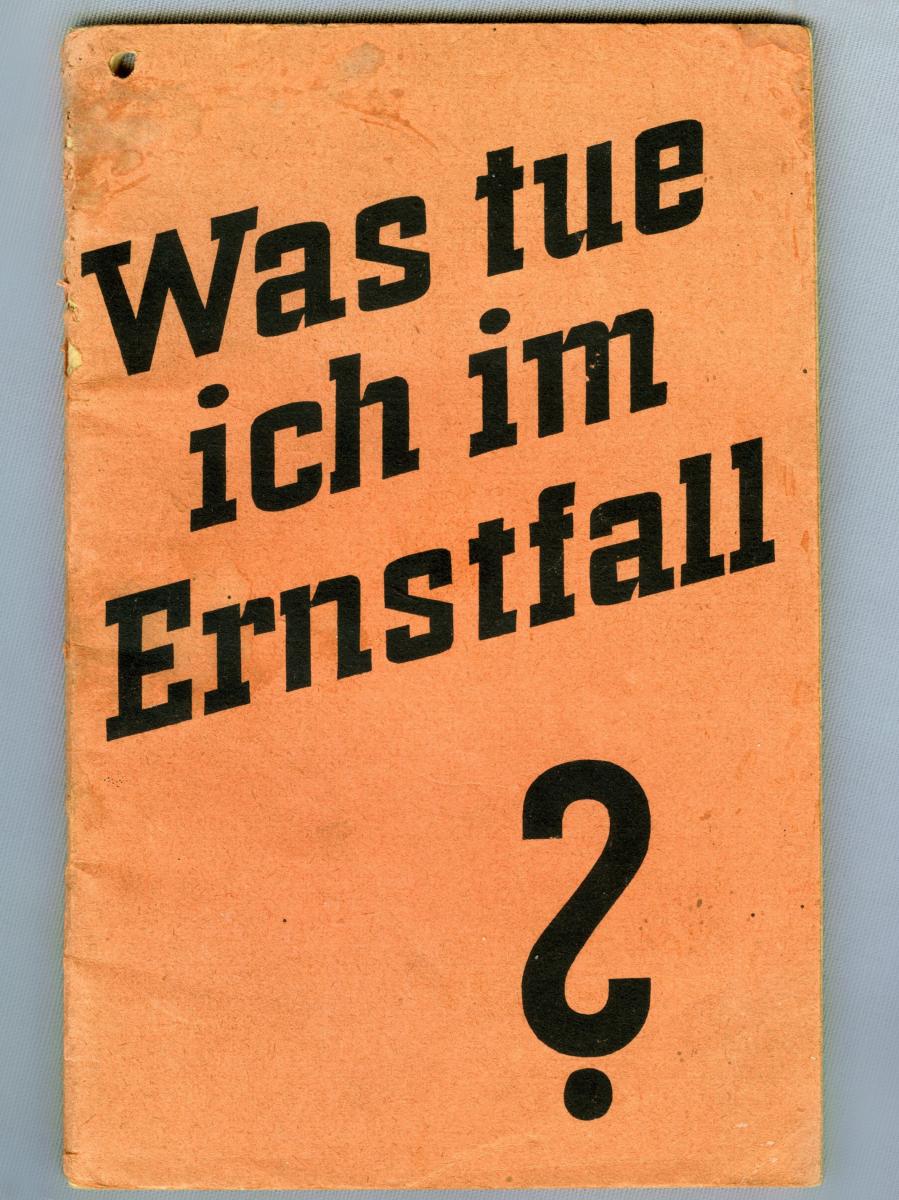 Was tue
ich im
Ernstfall
?